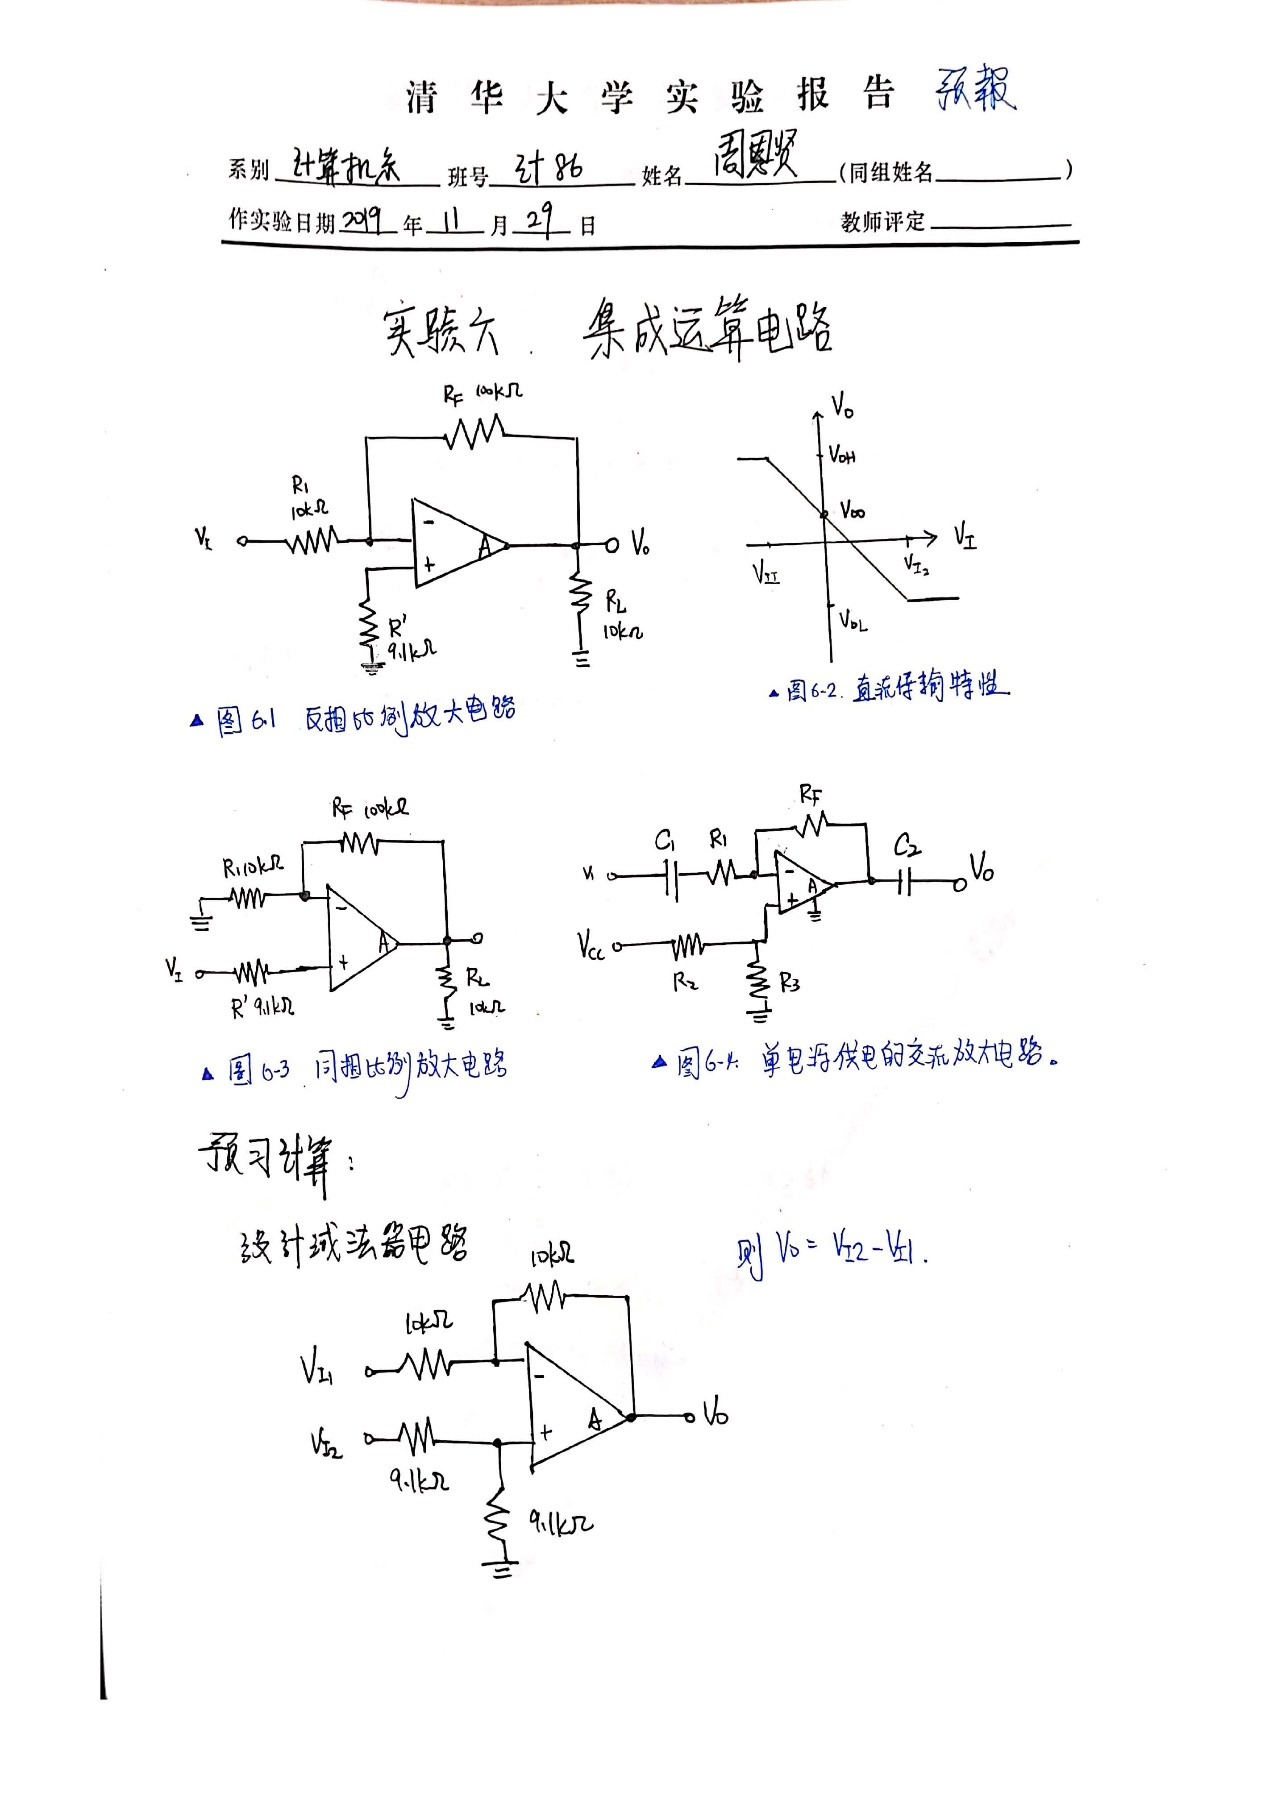 清华大学实验报告 预報
系别 计算机系 班号 计86 姓名 周恩贤 (同组姓名 )
作实验日期 2019 年 11 月 29 日 教师评定
实验六 集成运算电路
RF 100kΩ
R1
10kΩ
VI
-
+
A
Vo
R'
9.1kΩ
RL
10kΩ
▲ 图6.1 反相比例放大电路
Vo
VOH
VOO
VI
VII
VI2
VOL
▲ 图6-2. 直流传输特性
RF 100kΩ
R1 10kΩ
-
+
A
VI
R' 9.1kΩ
RL
10kΩ
▲ 图6-3 同相比例放大电路
RF
C1 R1
C2
VI
-
+
A
Vo
VCC
R2
R3
▲ 图6-4. 单电源供电的交流放大电路。
预习计算:
设计减法器电路
则 Vo = VI2-VI1.
10kΩ
10kΩ
VI1
-
+
A
Vo
VI2
9.1kΩ
9.1kΩ